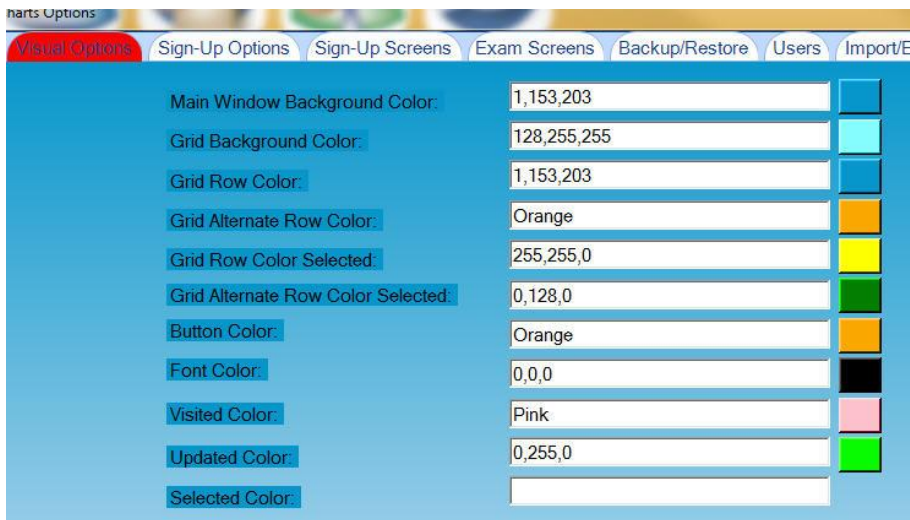 harts Options
Visual Options Sign-Up Options Sign-Up Screens Exam Screens Backup/Restore Users Import/E
Main Window Background Color: 1,153,203
Grid Background Color: 128,255,255
Grid Row Color: 1,153,203
Grid Alternate Row Color: Orange
Grid Row Color Selected: 255,255,0
Grid Alternate Row Color Selected: 0,128,0
Button Color: Orange
Font Color: 0,0,0
Visited Color: Pink
Updated Color: 0,255,0
Selected Color: